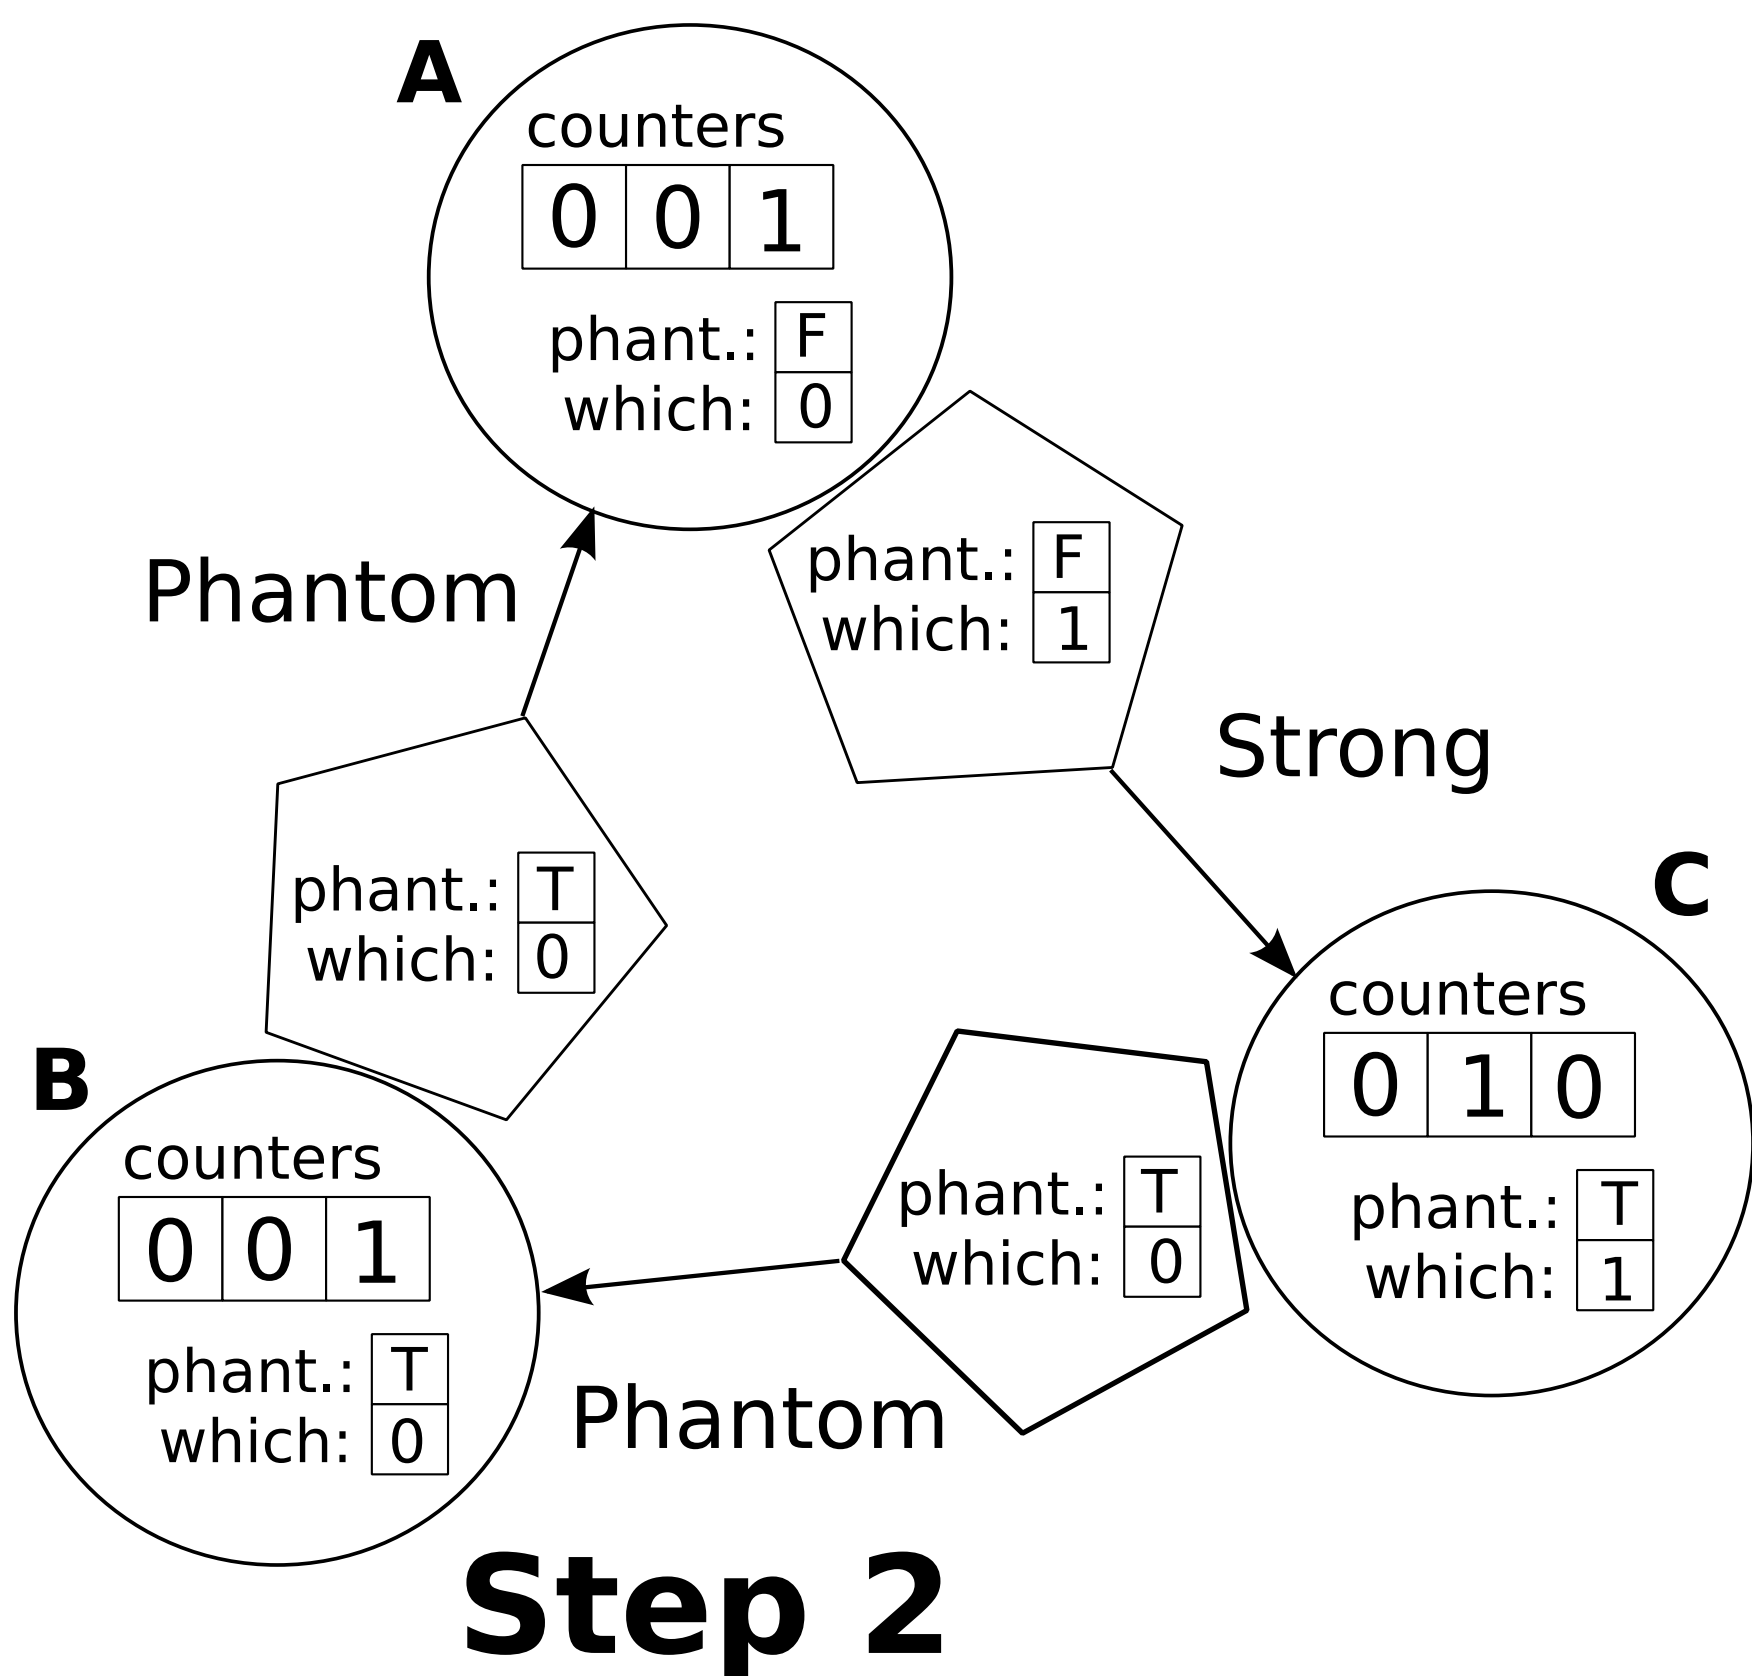 A
counters
0 0 1
phant.: F
which: 0
Phantom
phant.: F
which: 1
Strong
phant.: T
which: 0
C
counters
0 1 0
phant.: T
which: 1
B
counters
0 0 1
phant.: T
which: 0
phant.: T
which: 0
Phantom
Step 2